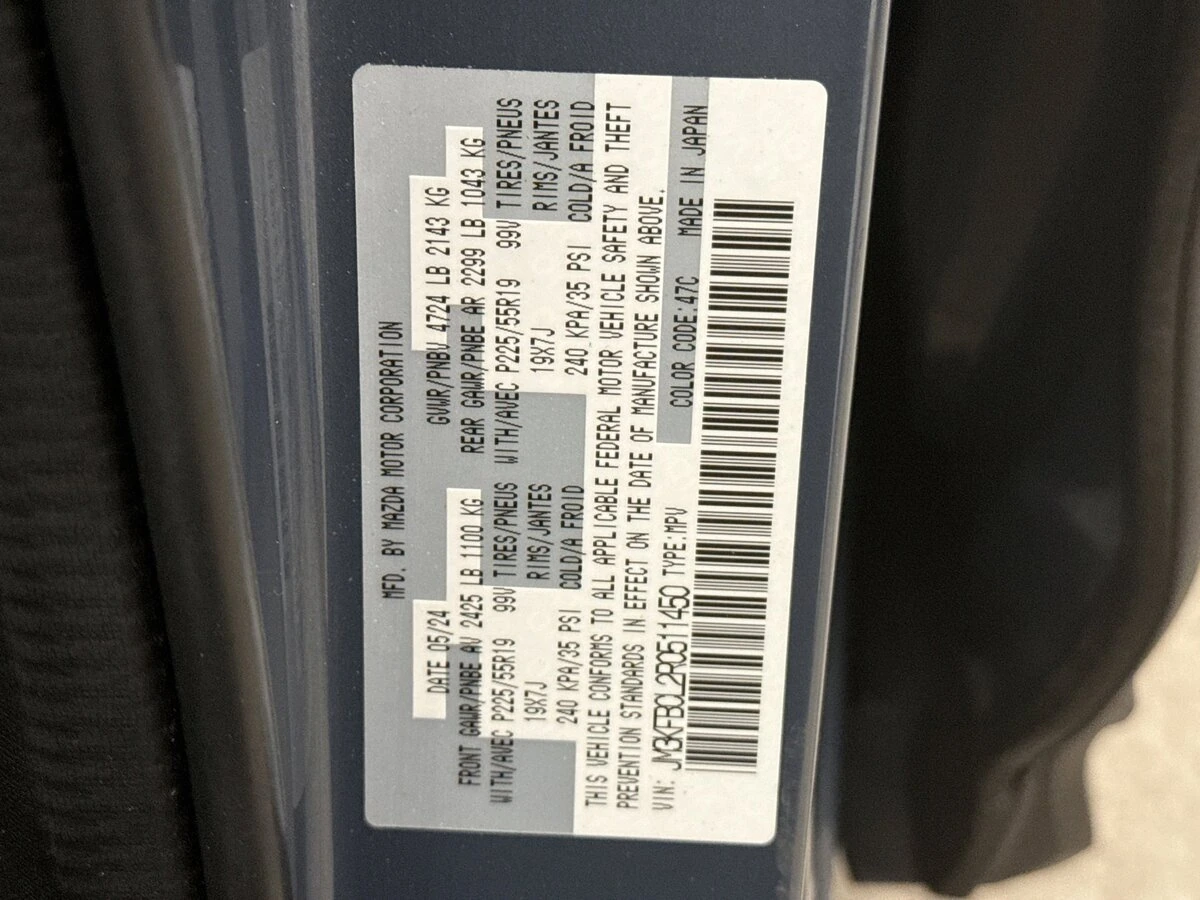 MFD. BY MAZDA MOTOR CORPORATION
DATE 05/24 GVWR/PNBV 4724 LB 2143 KG
FRONT GAWR/PNBE AV 2425 LB 1100 KG REAR GAWR/PNBE AR 2299 LB 1043 KG
WITH/AVEC P225/55R19 99V TIRES/PNEUS WITH/AVEC P225/55R19 99V TIRES/PNEUS
19X7J RIMS/JANTES 19X7J RIMS/JANTES
240 KPA/35 PSI COLD/A FROID 240 KPA/35 PSI COLD/A FROID
THIS VEHICLE CONFORMS TO ALL APPLICABLE FEDERAL MOTOR VEHICLE SAFETY AND THEFT
PREVENTION STANDARDS IN EFFECT ON THE DATE OF MANUFACTURE SHOWN ABOVE.
VIN: JM3KFBCL2R0511450 TYPE:MPV COLOR CODE:47C MADE IN JAPAN